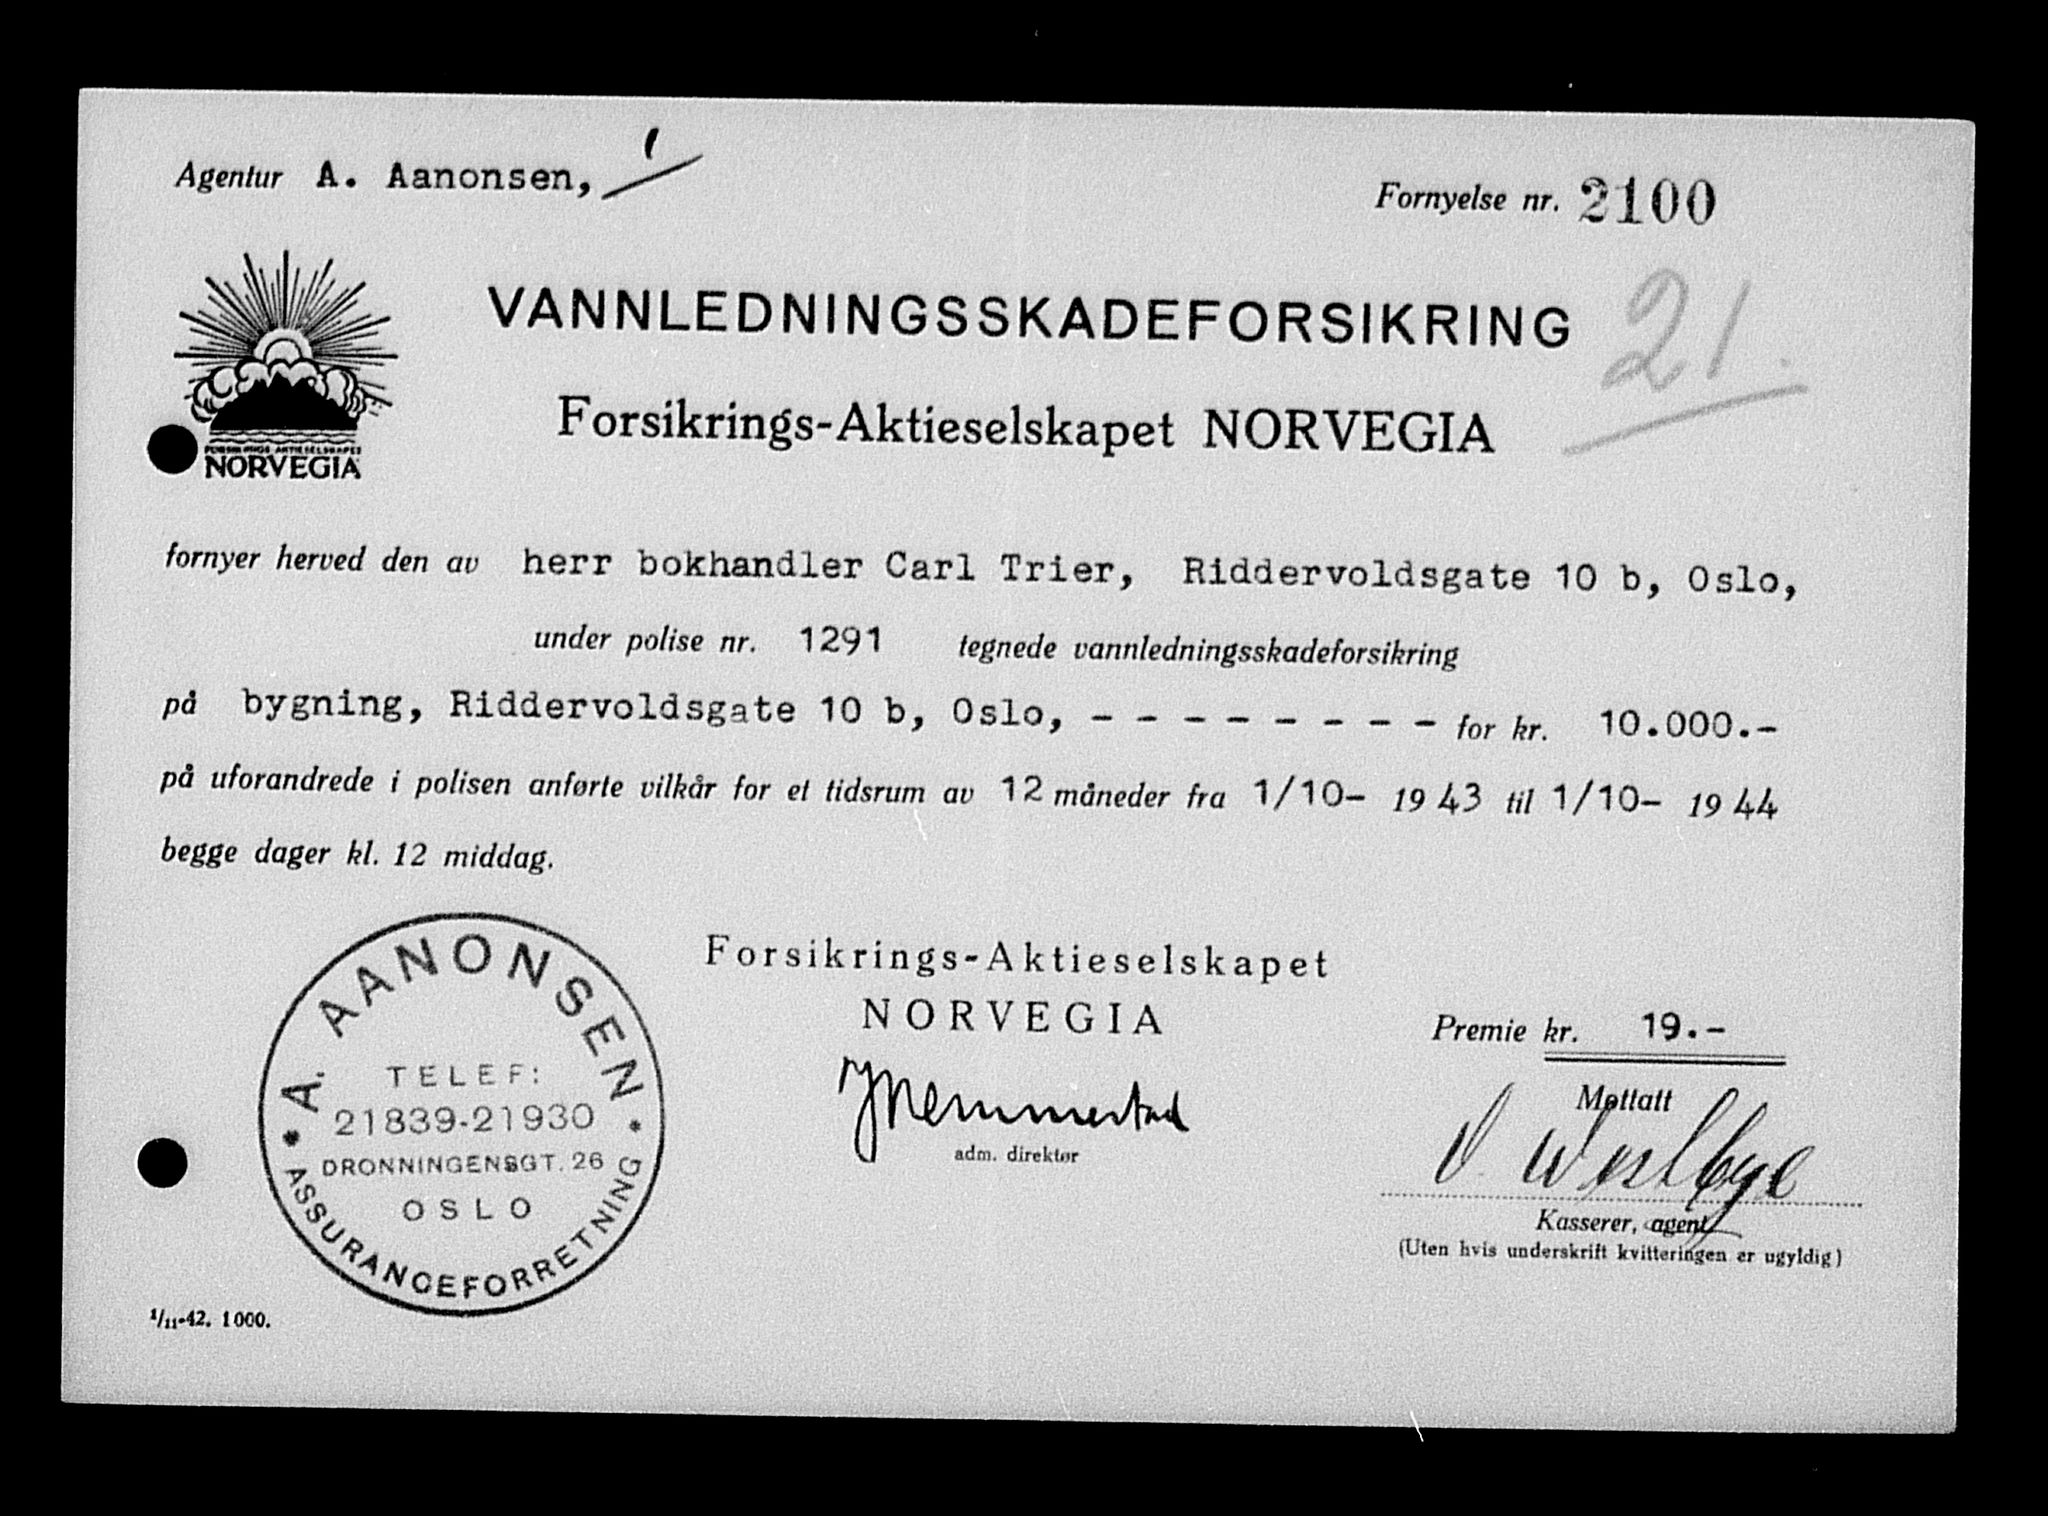 Agentur A. Aanonsen, 1
Fornyelse nr. 2100
21.
VANNLEDNINGSSKADEFORSIKRING
Forsikrings-Aktieselskapet NORVEGIA
FORSIKRINGS AKTIESELSKAPET
NORVEGIA
fornyer herved den av herr bokhandler Carl Trier, Riddervoldsgate 10 b, Oslo,
under polise nr. 1291 tegnede vannledningsskadeforsikring
på bygning, Riddervoldsgate 10 b, Oslo, - - - - - - - - for kr. 10.000.-
på uforandrede i polisen anførte vilkår for et tidsrum av 12 måneder fra 1/10- 1943 til 1/10- 1944
begge dager kl. 12 middag.
A. AANONSEN
TELEF:
21839-21930
DRONNINGENSGT. 26
OSLO
* ASSURANCEFORRETNING *
Forsikrings-Aktieselskapet
NORVEGIA
adm. direktør
Premie kr. 19.-
Mottatt
Kasserer, agent
(Uten hvis underskrift kvitteringen er ugyldig)
1/11-42. 1000.